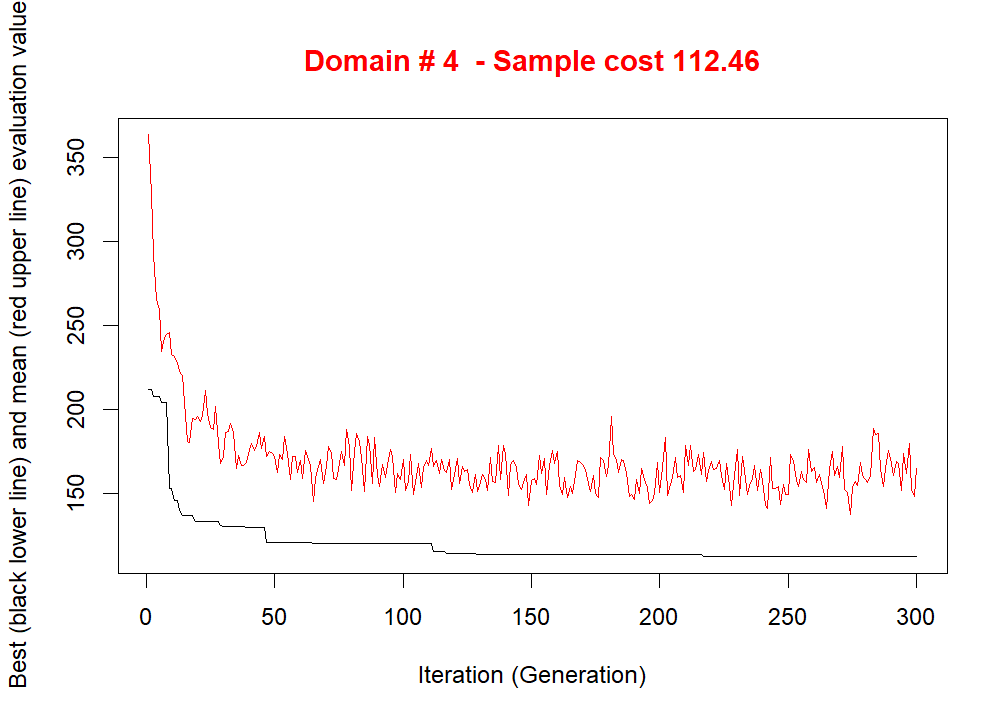 Domain # 4  - Sample cost 112.46
Best (black lower line) and mean (red upper line) evaluation value
350
300
250
200
150
0 50 100 150 200 250 300
Iteration (Generation)